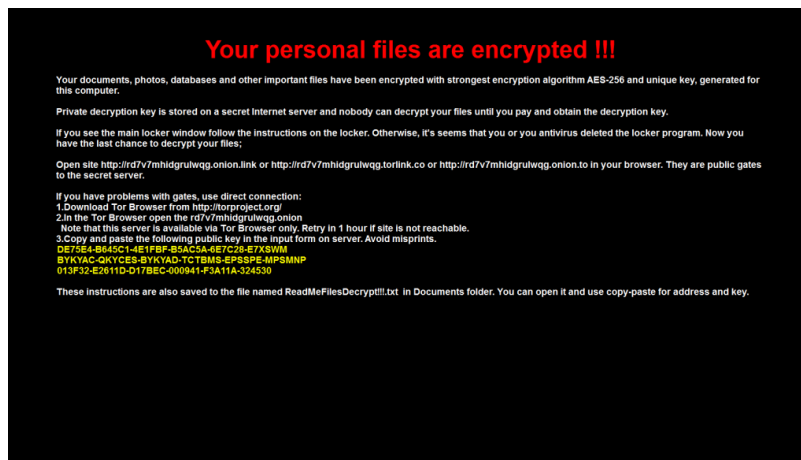 Your personal files are encrypted !!!
Your documents, photos, databases and other important files have been encrypted with strongest encryption algorithm AES-256 and unique key, generated for
this computer.
Private decryption key is stored on a secret Internet server and nobody can decrypt your files until you pay and obtain the decryption key.
If you see the main locker window follow the instructions on the locker. Otherwise, it's seems that you or you antivirus deleted the locker program. Now you
have the last chance to decrypt your files;
Open site http://rd7v7mhidgrulwqg.onion.link or http://rd7v7mhidgrulwqg.torlink.co or http://rd7v7mhidgrulwqg.onion.to in your browser. They are public gates
to the secret server.
If you have problems with gates, use direct connection:
1.Download Tor Browser from http://torproject.org/
2.In the Tor Browser open the rd7v7mhidgrulwqg.onion
Note that this server is available via Tor Browser only. Retry in 1 hour if site is not reachable.
3.Copy and paste the following public key in the input form on server. Avoid misprints.
DE75E4-B645C1-4E1FBF-B5AC5A-6E7C28-E7XSWM
BYKYAC-QKYCES-BYKYAD-TCTBMS-EPSSPE-MPSMNP
013F32-E2611D-D17BEC-000941-F3A11A-324530
These instructions are also saved to the file named ReadMeFilesDecrypt!!!.txt in Documents folder. You can open it and use copy-paste for address and key.